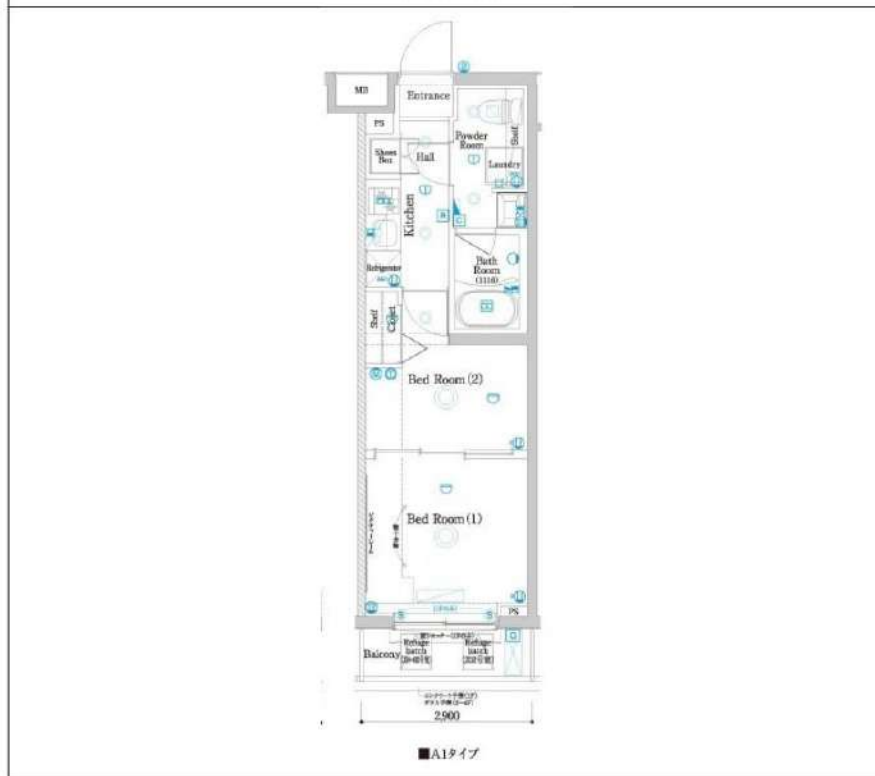 MB
Entrance
PS
Powder
Room
Shelf
Shoes
Box
Hall
Laundry
Kitchen
Bath
Room
(1116)
Refrigerator
Shelf
Closet
Bed Room (2)
Bed Room (1)
PS
Balcony
Refuge
hatch
Refuge
hatch
2,900
■A1タイプ